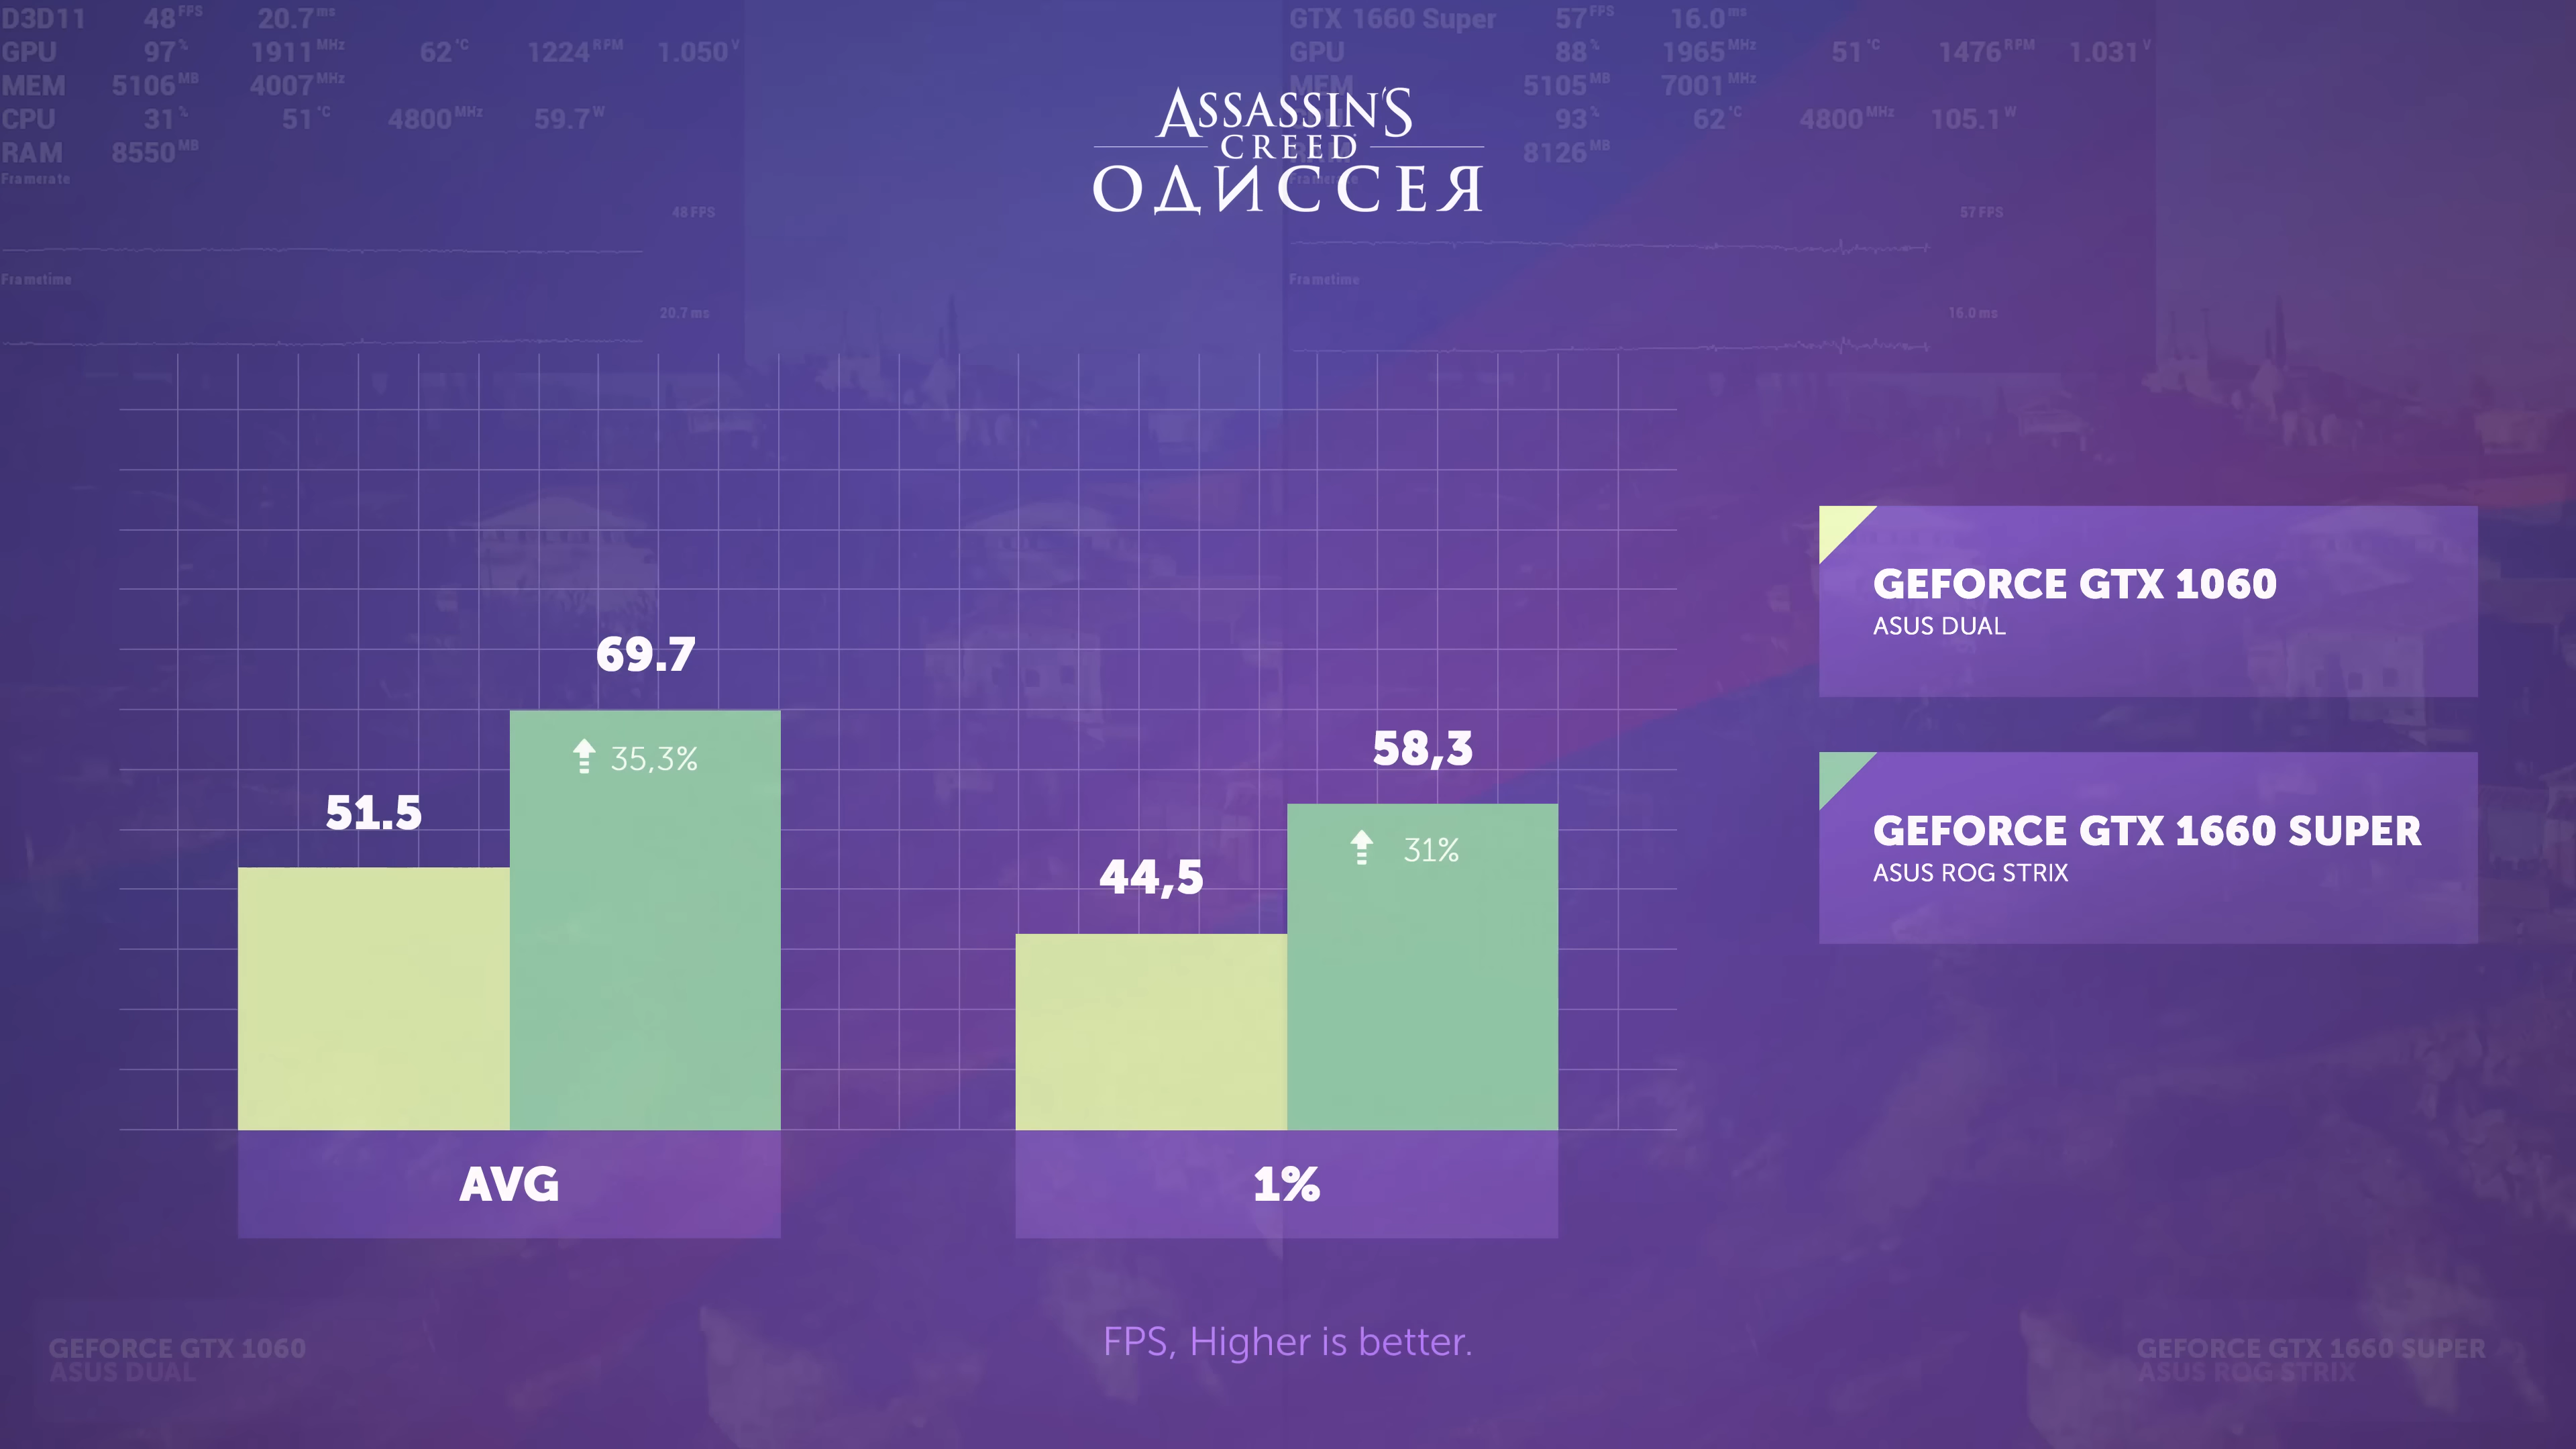 D3D11 48 FPS 20.7 ms
GPU 97 % 1911 MHz 62 °C 1224 RPM 1.050 V
MEM 5106 MB 4007 MHz
CPU 31 % 51 °C 4800 MHz 59.7 W
RAM 8550 MB
Framerate
48 FPS
Frametime
20.7 ms
GTX 1660 Super 57 FPS 16.0 ms
GPU 88 % 1965 MHz 51 °C 1476 RPM 1.031 V
MEM 5105 MB 7001 MHz
93 % 62 °C 4800 MHz 105.1 W
8126 MB
Framerate
57 FPS
Frametime
16.0 ms
ASSASSIN'S
CREED
ОДИССЕЯ
69.7
35,3%
51.5
58,3
31%
44,5
AVG
1%
GEFORCE GTX 1060
ASUS DUAL
GEFORCE GTX 1660 SUPER
ASUS ROG STRIX
FPS, Higher is better.
GEFORCE GTX 1060
ASUS DUAL
GEFORCE GTX 1660 SUPER
ASUS ROG STRIX